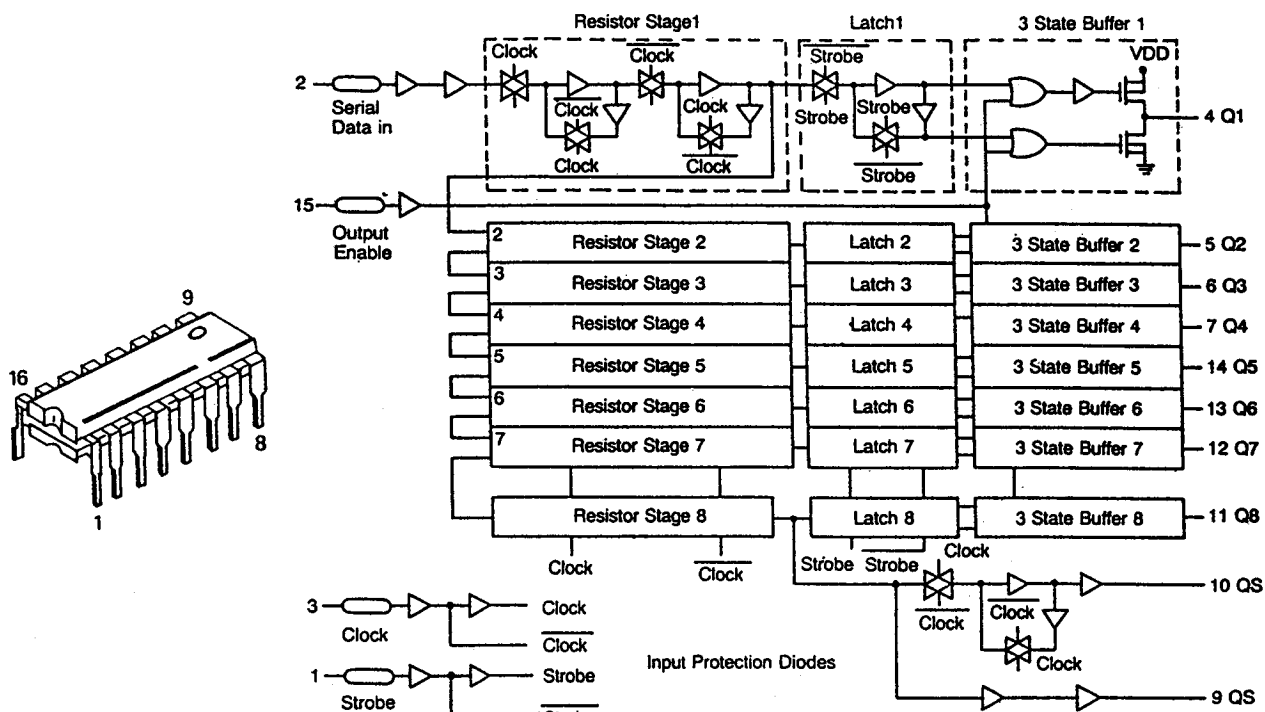 Resistor Stage1 Latch1 3 State Buffer 1
Clock Clock Strobe VDD
2 Serial Data in
Clock Clock Strobe Strobe
Clock Clock Strobe
4 Q1
15 Output Enable
2 Resistor Stage 2 Latch 2 3 State Buffer 2 5 Q2
3 Resistor Stage 3 Latch 3 3 State Buffer 3 6 Q3
4 Resistor Stage 4 Latch 4 3 State Buffer 4 7 Q4
5 Resistor Stage 5 Latch 5 3 State Buffer 5 14 Q5
6 Resistor Stage 6 Latch 6 3 State Buffer 6 13 Q6
7 Resistor Stage 7 Latch 7 3 State Buffer 7 12 Q7
Resistor Stage 8 Latch 8 3 State Buffer 8 11 Q8
Clock Clock Strobe Strobe Clock
9
16
8
1
10 QS
Clock Clock
Clock
3 Clock Clock
Clock
1 Strobe Strobe
Input Protection Diodes
9 QS